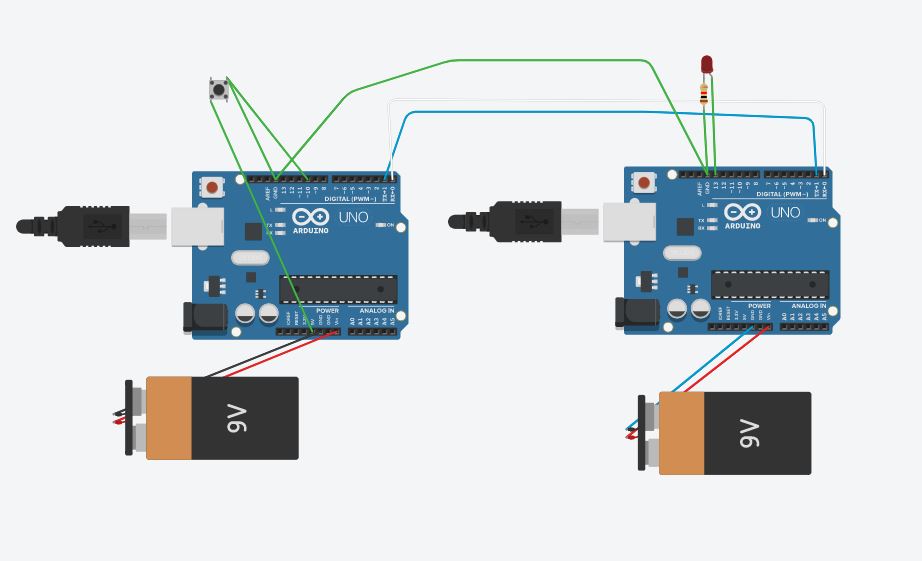 AREF
GND
13
12
~11
~10
~9
8
7
~6
~5
4
~3
2
TX→1
RX←0
DIGITAL (PWM~)
L
TX
RX
UNO
ARDUINO
ON
IOREF
RESET
3.3V
5V
GND
GND
Vin
POWER
ANALOG IN
A0
A1
A2
A3
A4
A5
9V
AREF
GND
13
12
~11
~10
~9
8
7
~6
~5
4
~3
2
TX→1
RX←0
DIGITAL (PWM~)
L
TX
RX
UNO
ARDUINO
ON
IOREF
RESET
3.3V
5V
GND
GND
Vin
POWER
ANALOG IN
A0
A1
A2
A3
A4
A5
9V